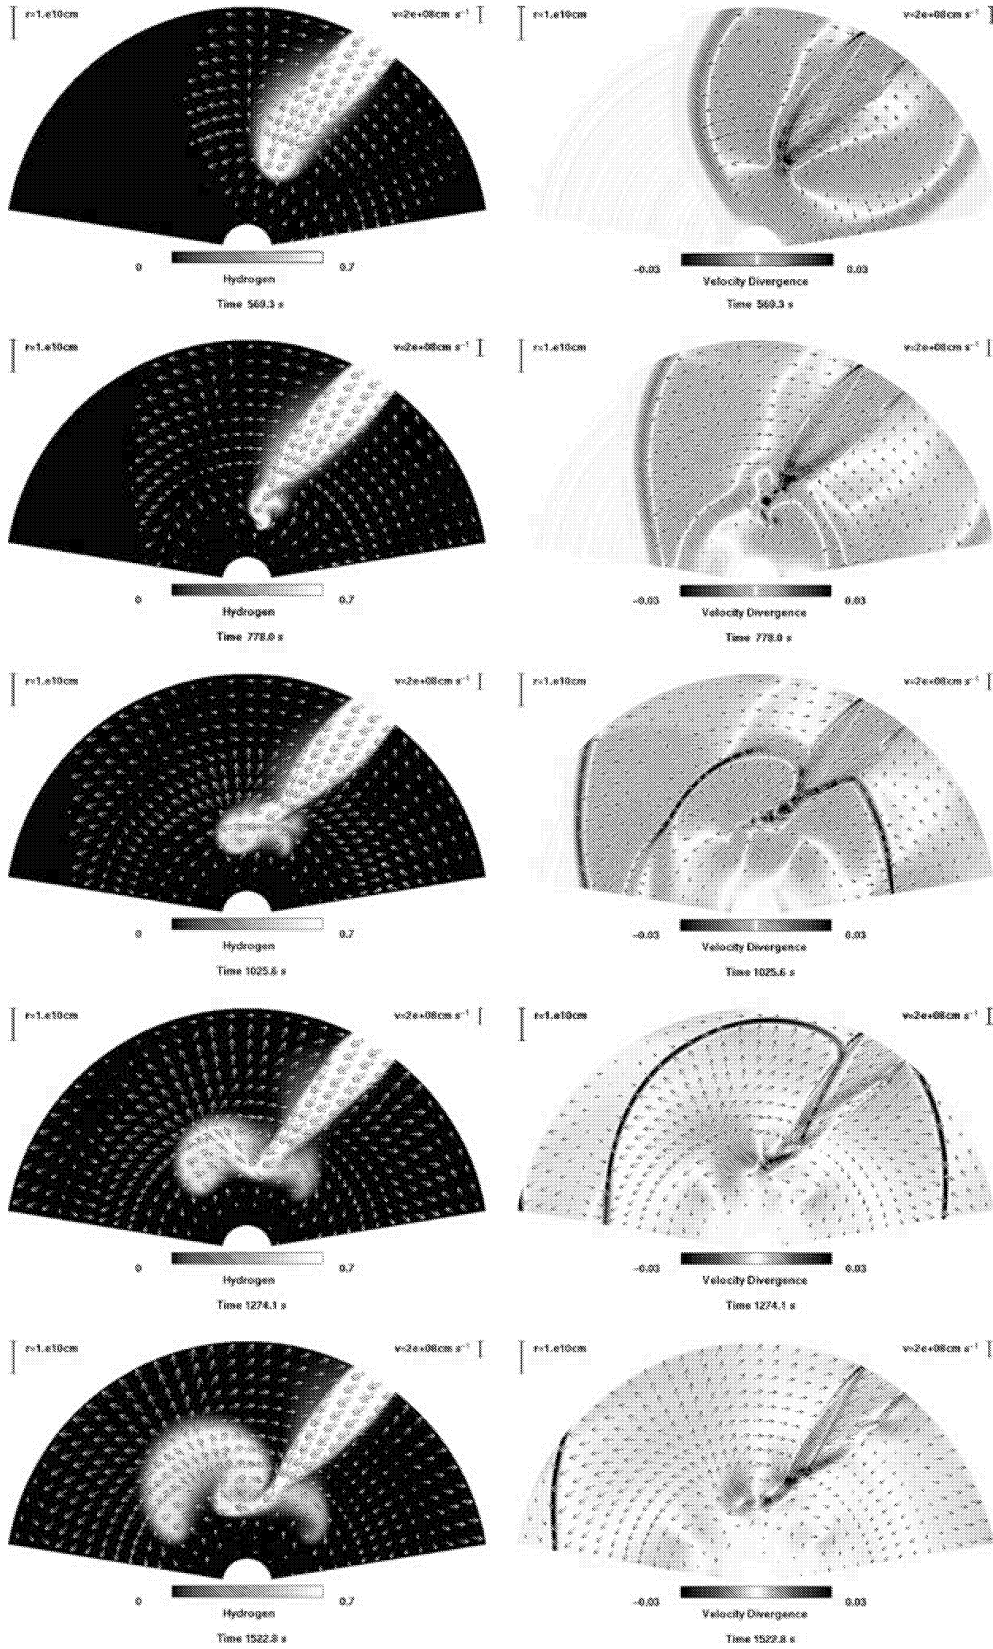 r=1.e10cm v=2e+08cm s⁻¹ r=1.e10cm v=2e+08cm s⁻¹
0 0.7 -0.03 0.03
Hydrogen Velocity Divergence
Time 569.3 s Time 569.3 s
r=1.e10cm v=2e+08cm s⁻¹ r=1.e10cm v=2e+08cm s⁻¹
0 0.7 -0.03 0.03
Hydrogen Velocity Divergence
Time 778.0 s Time 778.0 s
r=1.e10cm v=2e+08cm s⁻¹ r=1.e10cm v=2e+08cm s⁻¹
0 0.7 -0.03 0.03
Hydrogen Velocity Divergence
Time 1025.6 s Time 1025.6 s
r=1.e10cm v=2e+08cm s⁻¹ r=1.e10cm v=2e+08cm s⁻¹
0 0.7 -0.03 0.03
Hydrogen Velocity Divergence
Time 1274.1 s Time 1274.1 s
r=1.e10cm v=2e+08cm s⁻¹ r=1.e10cm v=2e+08cm s⁻¹
0 0.7 -0.03 0.03
Hydrogen Velocity Divergence
Time 1522.8 s Time 1522.8 s